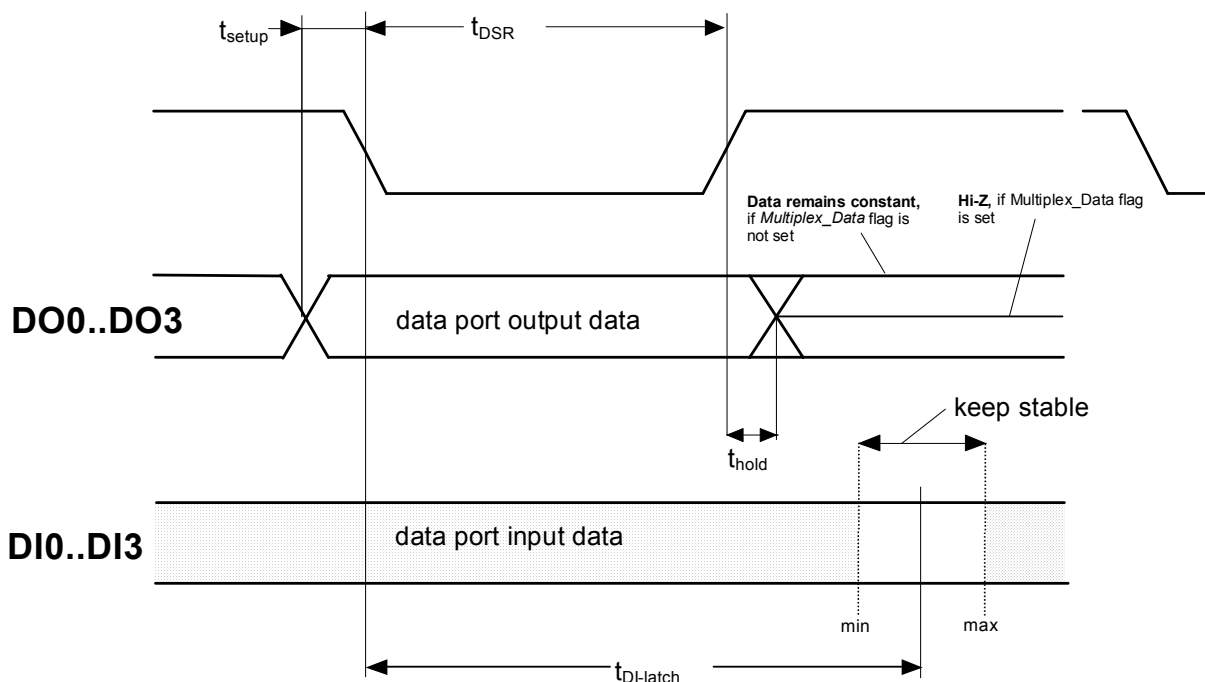 tsetup
tDSR
Data remains constant,
if Multiplex_Data flag is
not set
Hi-Z, if Multiplex_Data flag
is set
DO0..DO3
data port output data
keep stable
thold
DI0..DI3
data port input data
min
max
tDI-latch